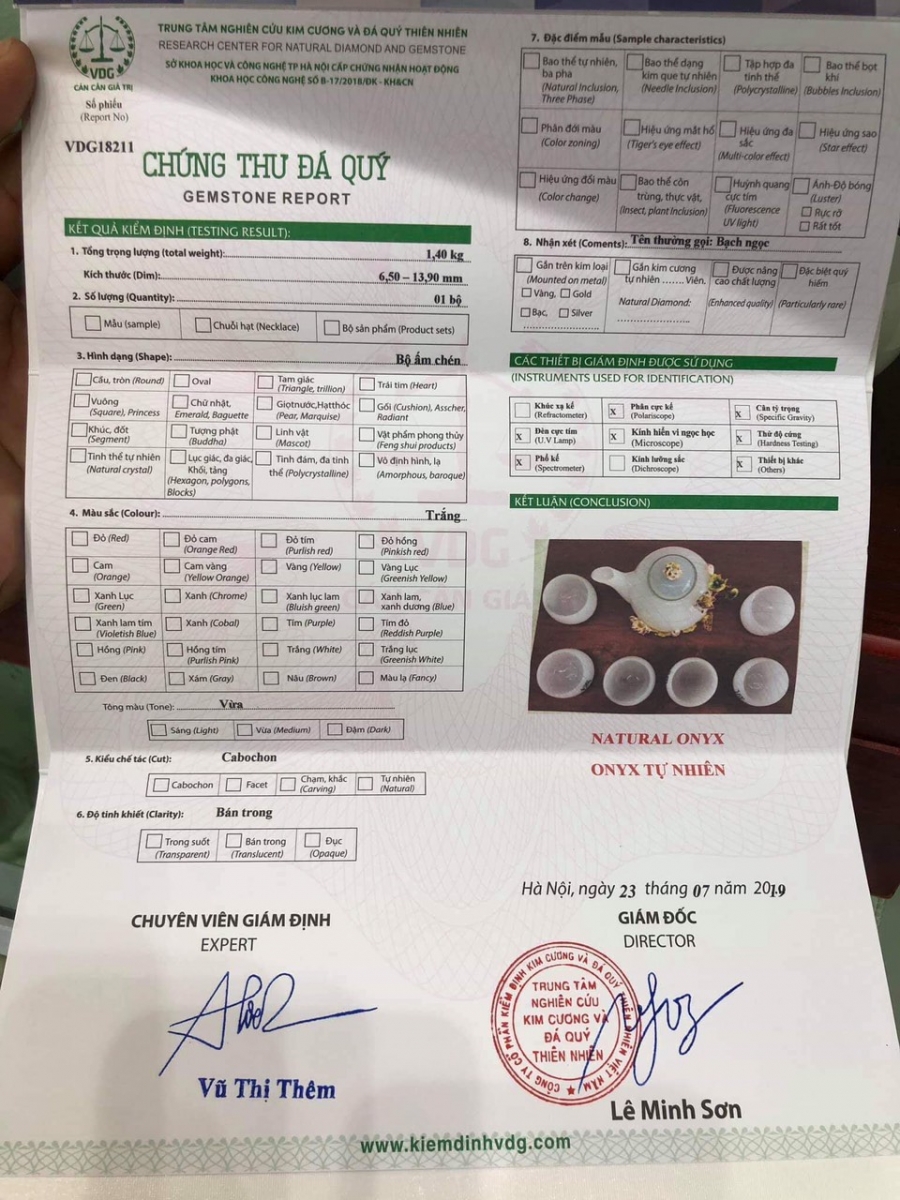 VDG
CÁN CÂN GIÁ TRỊ
Số phiếu
(Report No)
VDG18211
TRUNG TÂM NGHIÊN CỨU KIM CƯƠNG VÀ ĐÁ QUÝ THIÊN NHIÊN
RESEARCH CENTER FOR NATURAL DIAMOND AND GEMSTONE
SỞ KHOA HỌC VÀ CÔNG NGHỆ TP HÀ NỘI CẤP CHỨNG NHẬN HOẠT ĐỘNG
KHOA HỌC CÔNG NGHỆ SỐ B-17/2018/ĐK - KH&CN
CHỨNG THƯ ĐÁ QUÝ
GEMSTONE REPORT
KẾT QUẢ KIỂM ĐỊNH (TESTING RESULT):
1. Tổng trọng lượng (total weight): 1,40 kg
Kích thước (Dim): 6,50 – 13,90 mm
2. Số lượng (Quantity): 01 bộ
Mẫu (sample) Chuỗi hạt (Necklace) Bộ sản phẩm (Product sets)
3. Hình dạng (Shape): Bộ ấm chén
Cầu, tròn (Round) Oval Tam giác (Triangle, trillion) Trái tim (Heart)
Vuông (Square), Princess Chữ nhật, Emerald, Baguette Giọt nước, Hạt thóc (Pear, Marquise) Gối (Cushion), Asscher, Radiant
Khúc, đốt (Segment) Tượng phật (Buddha) Linh vật (Mascot) Vật phẩm phong thủy (Feng shui products)
Tinh thể tự nhiên (Natural crystal) Lục giác, đa giác, Khối, tảng (Hexagon, polygons, Blocks) Tinh đám, đa tinh thể (Polycrystalline) Vô định hình, lạ (Amorphous, baroque)
4. Màu sắc (Colour): Trắng
Đỏ (Red) Đỏ cam (Orange Red) Đỏ tím (Purlish red) Đỏ hồng (Pinkish red)
Cam (Orange) Cam vàng (Yellow Orange) Vàng (Yellow) Vàng Lục (Greenish Yellow)
Xanh Lục (Green) Xanh (Chrome) Xanh lục lam (Bluish green) Xanh lam, xanh dương (Blue)
Xanh lam tím (Violetish Blue) Xanh (Cobal) Tím (Purple) Tím đỏ (Reddish Purple)
Hồng (Pink) Hồng tím (Purlish Pink) Trắng (White) Trắng lục (Greenish White)
Đen (Black) Xám (Gray) Nâu (Brown) Màu lạ (Fancy)
Tông màu (Tone): Vừa
Sáng (Light) Vừa (Medium) Đậm (Dark)
5. Kiểu chế tác (Cut): Cabochon
Cabochon Facet Chạm, khắc (Carving) Tự nhiên (Natural)
6. Độ tinh khiết (Clarity): Bán trong
Trong suốt (Transparent) Bán trong (Translucent) Đục (Opaque)
7. Đặc điểm mẫu (Sample characteristics)
Bao thể tự nhiên, ba pha (Natural Inclusion, Three Phase) Bao thể dạng kim que tự nhiên (Needle Inclusion) Tập hợp đa tinh thể (Polycrystalline) Bao thể bọt khí (Bubbles Inclusion)
Phân đới màu (Color zoning) Hiệu ứng mắt hổ (Tiger's eye effect) Hiệu ứng đa sắc (Multi-color effect) Hiệu ứng sao (Star effect)
Hiệu ứng đổi màu (Color change) Bao thể côn trùng, thực vật, (Insect, plant Inclusion) Huỳnh quang cực tím (Fluorescence UV light) Ánh-Độ bóng (Luster) Rực rỡ Rất tốt
8. Nhận xét (Coments): Tên thường gọi: Bạch ngọc
Gắn trên kim loại (Mounted on metal) Vàng, Gold Bạc, Silver
Gắn kim cương tự nhiên ....... Viên. Natural Diamond:
Được nâng cao chất lượng (Enhanced quality) Đặc biệt quý hiếm (Particularly rare)
CÁC THIẾT BỊ GIÁM ĐỊNH ĐƯỢC SỬ DỤNG
(INSTRUMENTS USED FOR IDENTIFICATION)
Khúc xạ kế (Refractometer) x Phân cực kế (Polariscope) x Cân tỷ trọng (Specific Gravity)
x Đèn cực tím (U.V Lamp) x Kính hiển vi ngọc học (Microscope) x Thử độ cứng (Hardness Testing)
x Phổ kế (Spectrometer) Kính lưỡng sắc (Dichroscope) x Thiết bị khác (Others)
KẾT LUẬN (CONCLUSION)
NATURAL ONYX
ONYX TỰ NHIÊN
Hà Nội, ngày 23 tháng 07 năm 2019
CHUYÊN VIÊN GIÁM ĐỊNH
EXPERT
Vũ Thị Thêm
GIÁM ĐỐC
DIRECTOR
CÔNG TY CỔ PHẦN KIỂM ĐỊNH KIM CƯƠNG VÀ ĐÁ QUÝ THIÊN NHIÊN VIỆT NAM
TRUNG TÂM
NGHIÊN CỨU
KIM CƯƠNG VÀ
ĐÁ QUÝ
THIÊN NHIÊN
Lê Minh Sơn
www.kiemdinhvdg.com